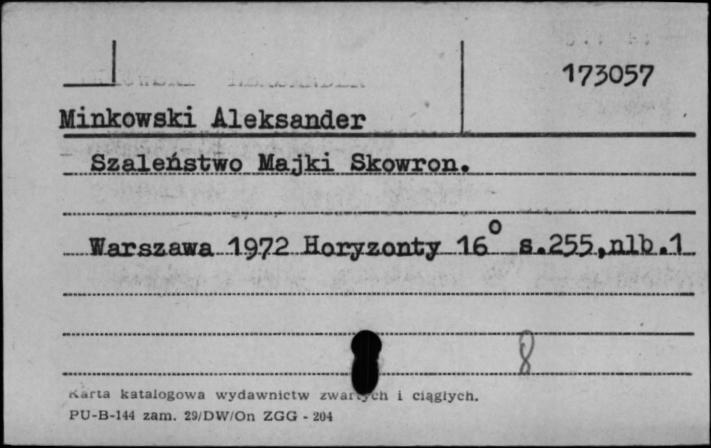 173057
Minkowski Aleksander
Szaleństwo Majki Skowron.
Warszawa 1972 Horyzonty 16° s.255,nlb.1
8
Karta katalogowa wydawnictw zwartych i ciągłych.
PU-B-144 zam. 29/DW/On ZGG - 204